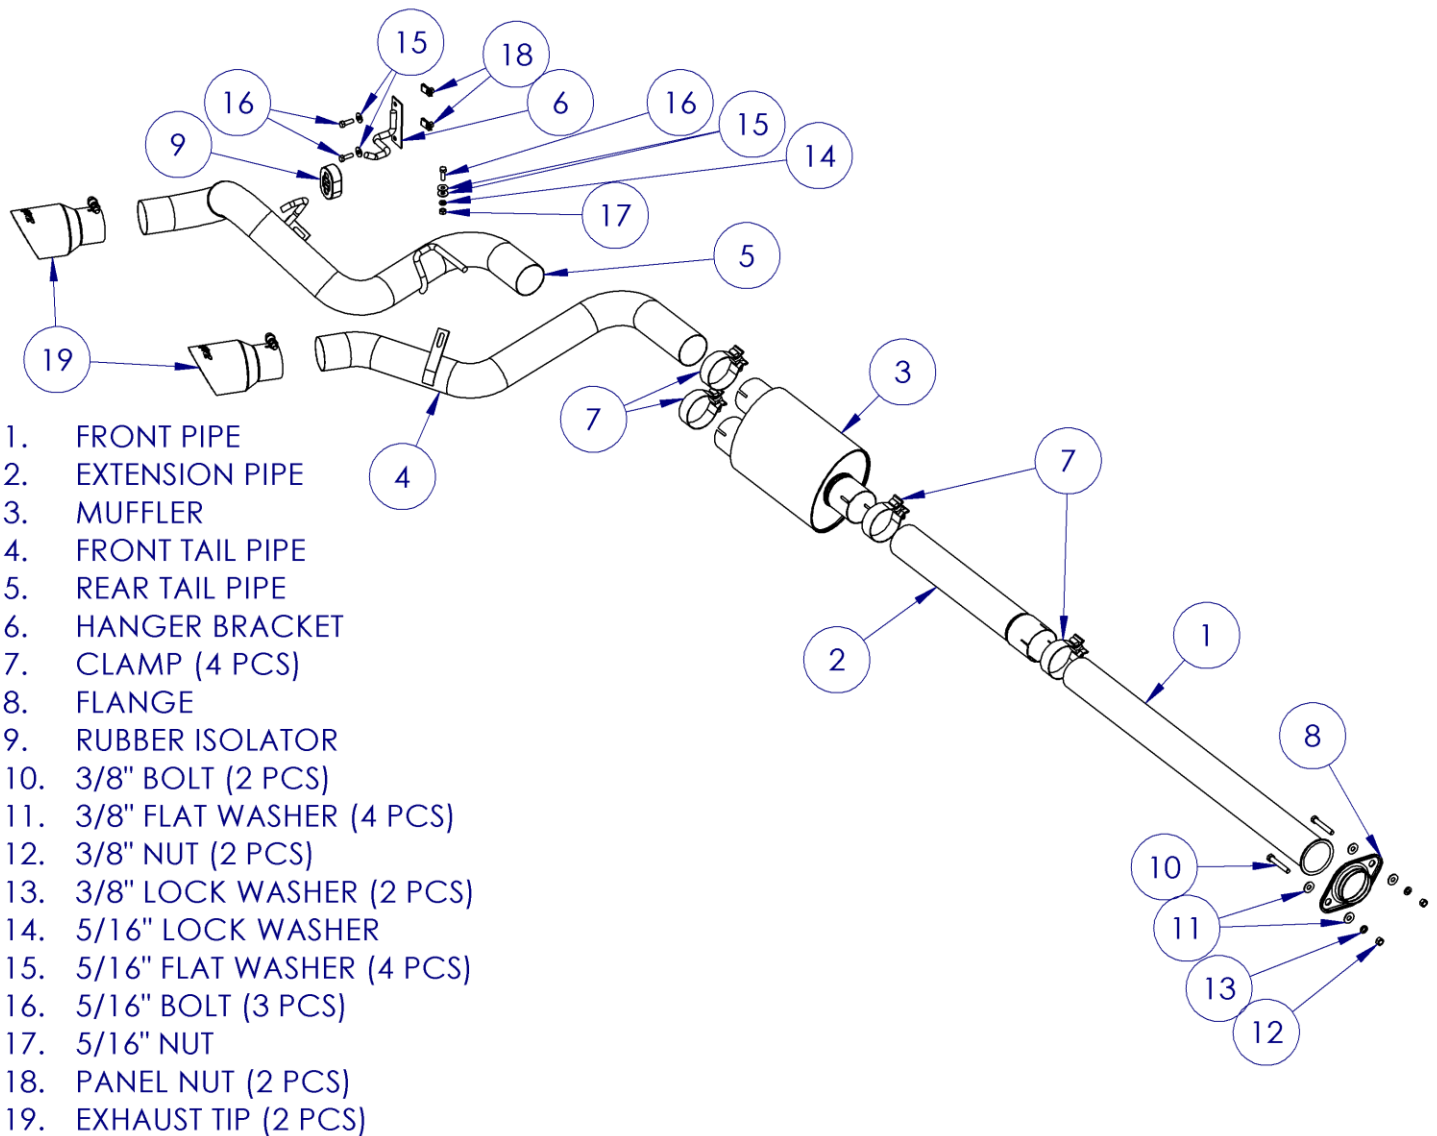 15
18
16
6
16
15
9
14
17
5
19
3
7
7
4
1. FRONT PIPE
2. EXTENSION PIPE
3. MUFFLER
4. FRONT TAIL PIPE
5. REAR TAIL PIPE
6. HANGER BRACKET
7. CLAMP (4 PCS)
8. FLANGE
9. RUBBER ISOLATOR
10. 3/8" BOLT (2 PCS)
11. 3/8" FLAT WASHER (4 PCS)
12. 3/8" NUT (2 PCS)
13. 3/8" LOCK WASHER (2 PCS)
14. 5/16" LOCK WASHER
15. 5/16" FLAT WASHER (4 PCS)
16. 5/16" BOLT (3 PCS)
17. 5/16" NUT
18. PANEL NUT (2 PCS)
19. EXHAUST TIP (2 PCS)
2
1
8
10
11
13
12